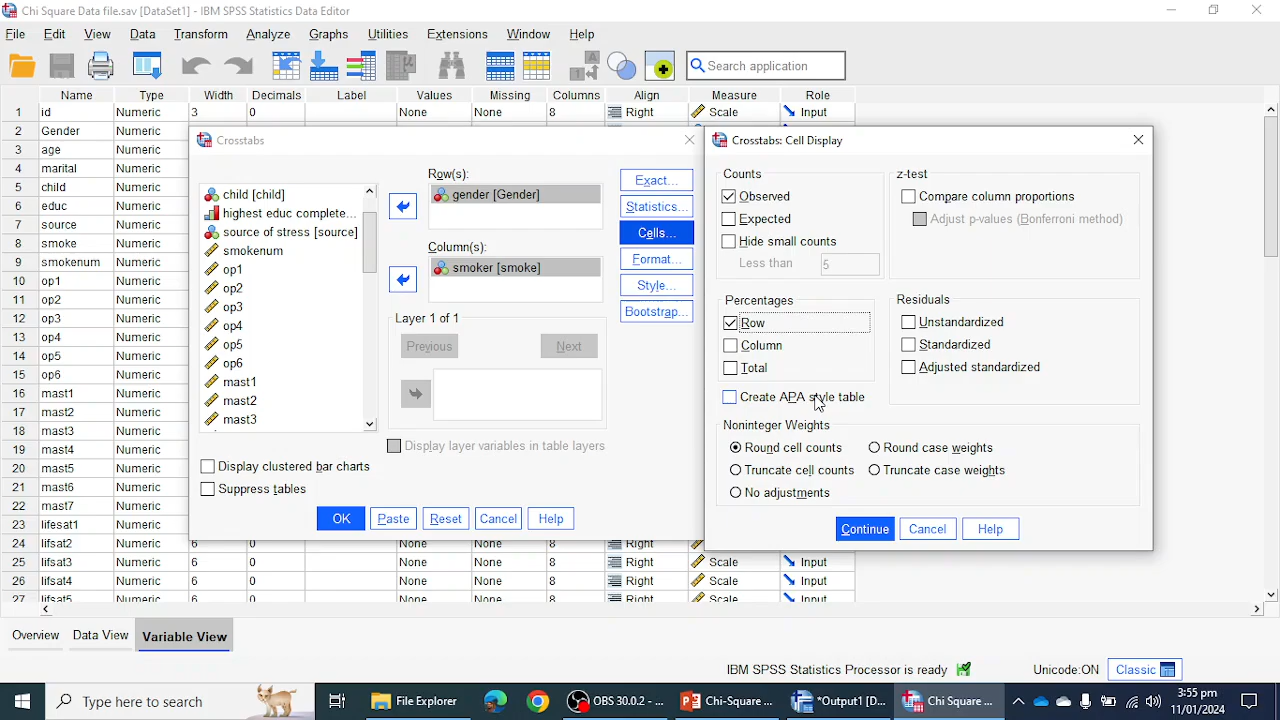 Chi Square Data file.sav [DataSet1] - IBM SPSS Statistics Data Editor
File Edit View Data Transform Analyze Graphs Utilities Extensions Window Help
Search application
Name Type Width Decimals Label Values Missing Columns Align Measure Role
1 id Numeric 3 0 None None 8 Right Scale Input
2 Gender Numeric
3 age Numeric
4 marital Numeric
5 child Numeric
6 educ Numeric
7 source Numeric
8 smoke Numeric
9 smokenum Numeric
10 op1 Numeric
11 op2 Numeric
12 op3 Numeric
13 op4 Numeric
14 op5 Numeric
15 op6 Numeric
16 mast1 Numeric
17 mast2 Numeric
18 mast3 Numeric
19 mast4 Numeric
20 mast5 Numeric
21 mast6 Numeric
22 mast7 Numeric
23 lifesat1 Numeric
24 lifsat2 Numeric 6 0 None None 8 Right
25 lifsat3 Numeric 6 0 None None 8 Right Scale Input
26 lifsat4 Numeric 6 0 None None 8 Right Scale Input
27 lifsat5 Numeric 6 0 None None 8 Right Scale Input
Crosstabs
child [child]
highest educ complete...
source of stress [source]
smokenum
op1
op2
op3
op4
op5
op6
mast1
mast2
mast3
Row(s):
gender [Gender]
Column(s):
smoker [smoke]
Layer 1 of 1
Previous Next
Display layer variables in table layers
Exact...
Statistics...
Cells...
Format...
Style...
Bootstrap...
Display clustered bar charts
Suppress tables
OK Paste Reset Cancel Help
Crosstabs: Cell Display
Counts
Observed
Expected
Hide small counts
Less than 5
z-test
Compare column proportions
Adjust p-values (Bonferroni method)
Percentages
Row
Column
Total
Residuals
Unstandardized
Standardized
Adjusted standardized
Create APA style table
Noninteger Weights
Round cell counts Round case weights
Truncate cell counts Truncate case weights
No adjustments
Continue Cancel Help
Overview Data View Variable View
IBM SPSS Statistics Processor is ready Unicode:ON Classic
Type here to search File Explorer OBS 30.0.2 - ... Chi-Square ... *Output1 [D... Chi Square ... 3:55 pm
11/01/2024